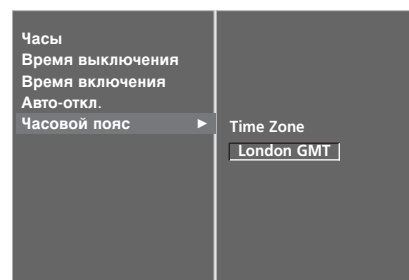 Часы
Время выключения
Время включения
Авто-откл.
Часовой пояс ►
Time Zone
London GMT